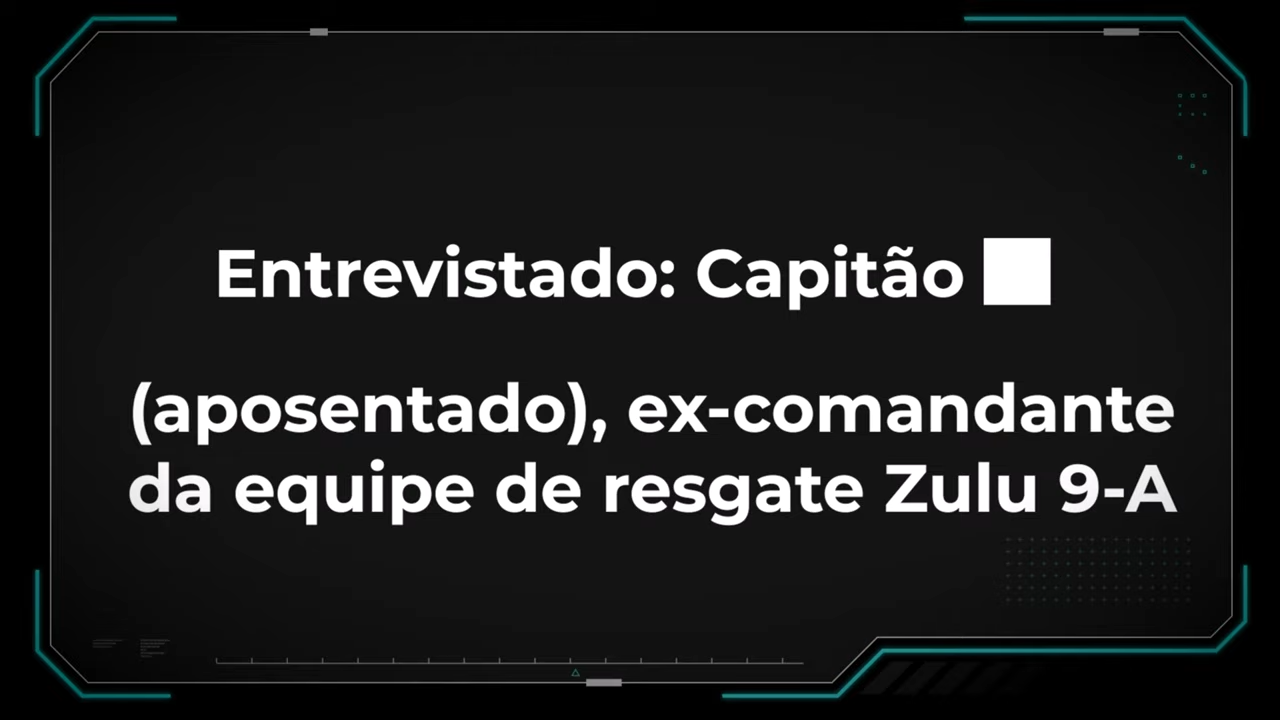 Entrevistado: Capitão █
(aposentado), ex-comandante
da equipe de resgate Zulu 9-A